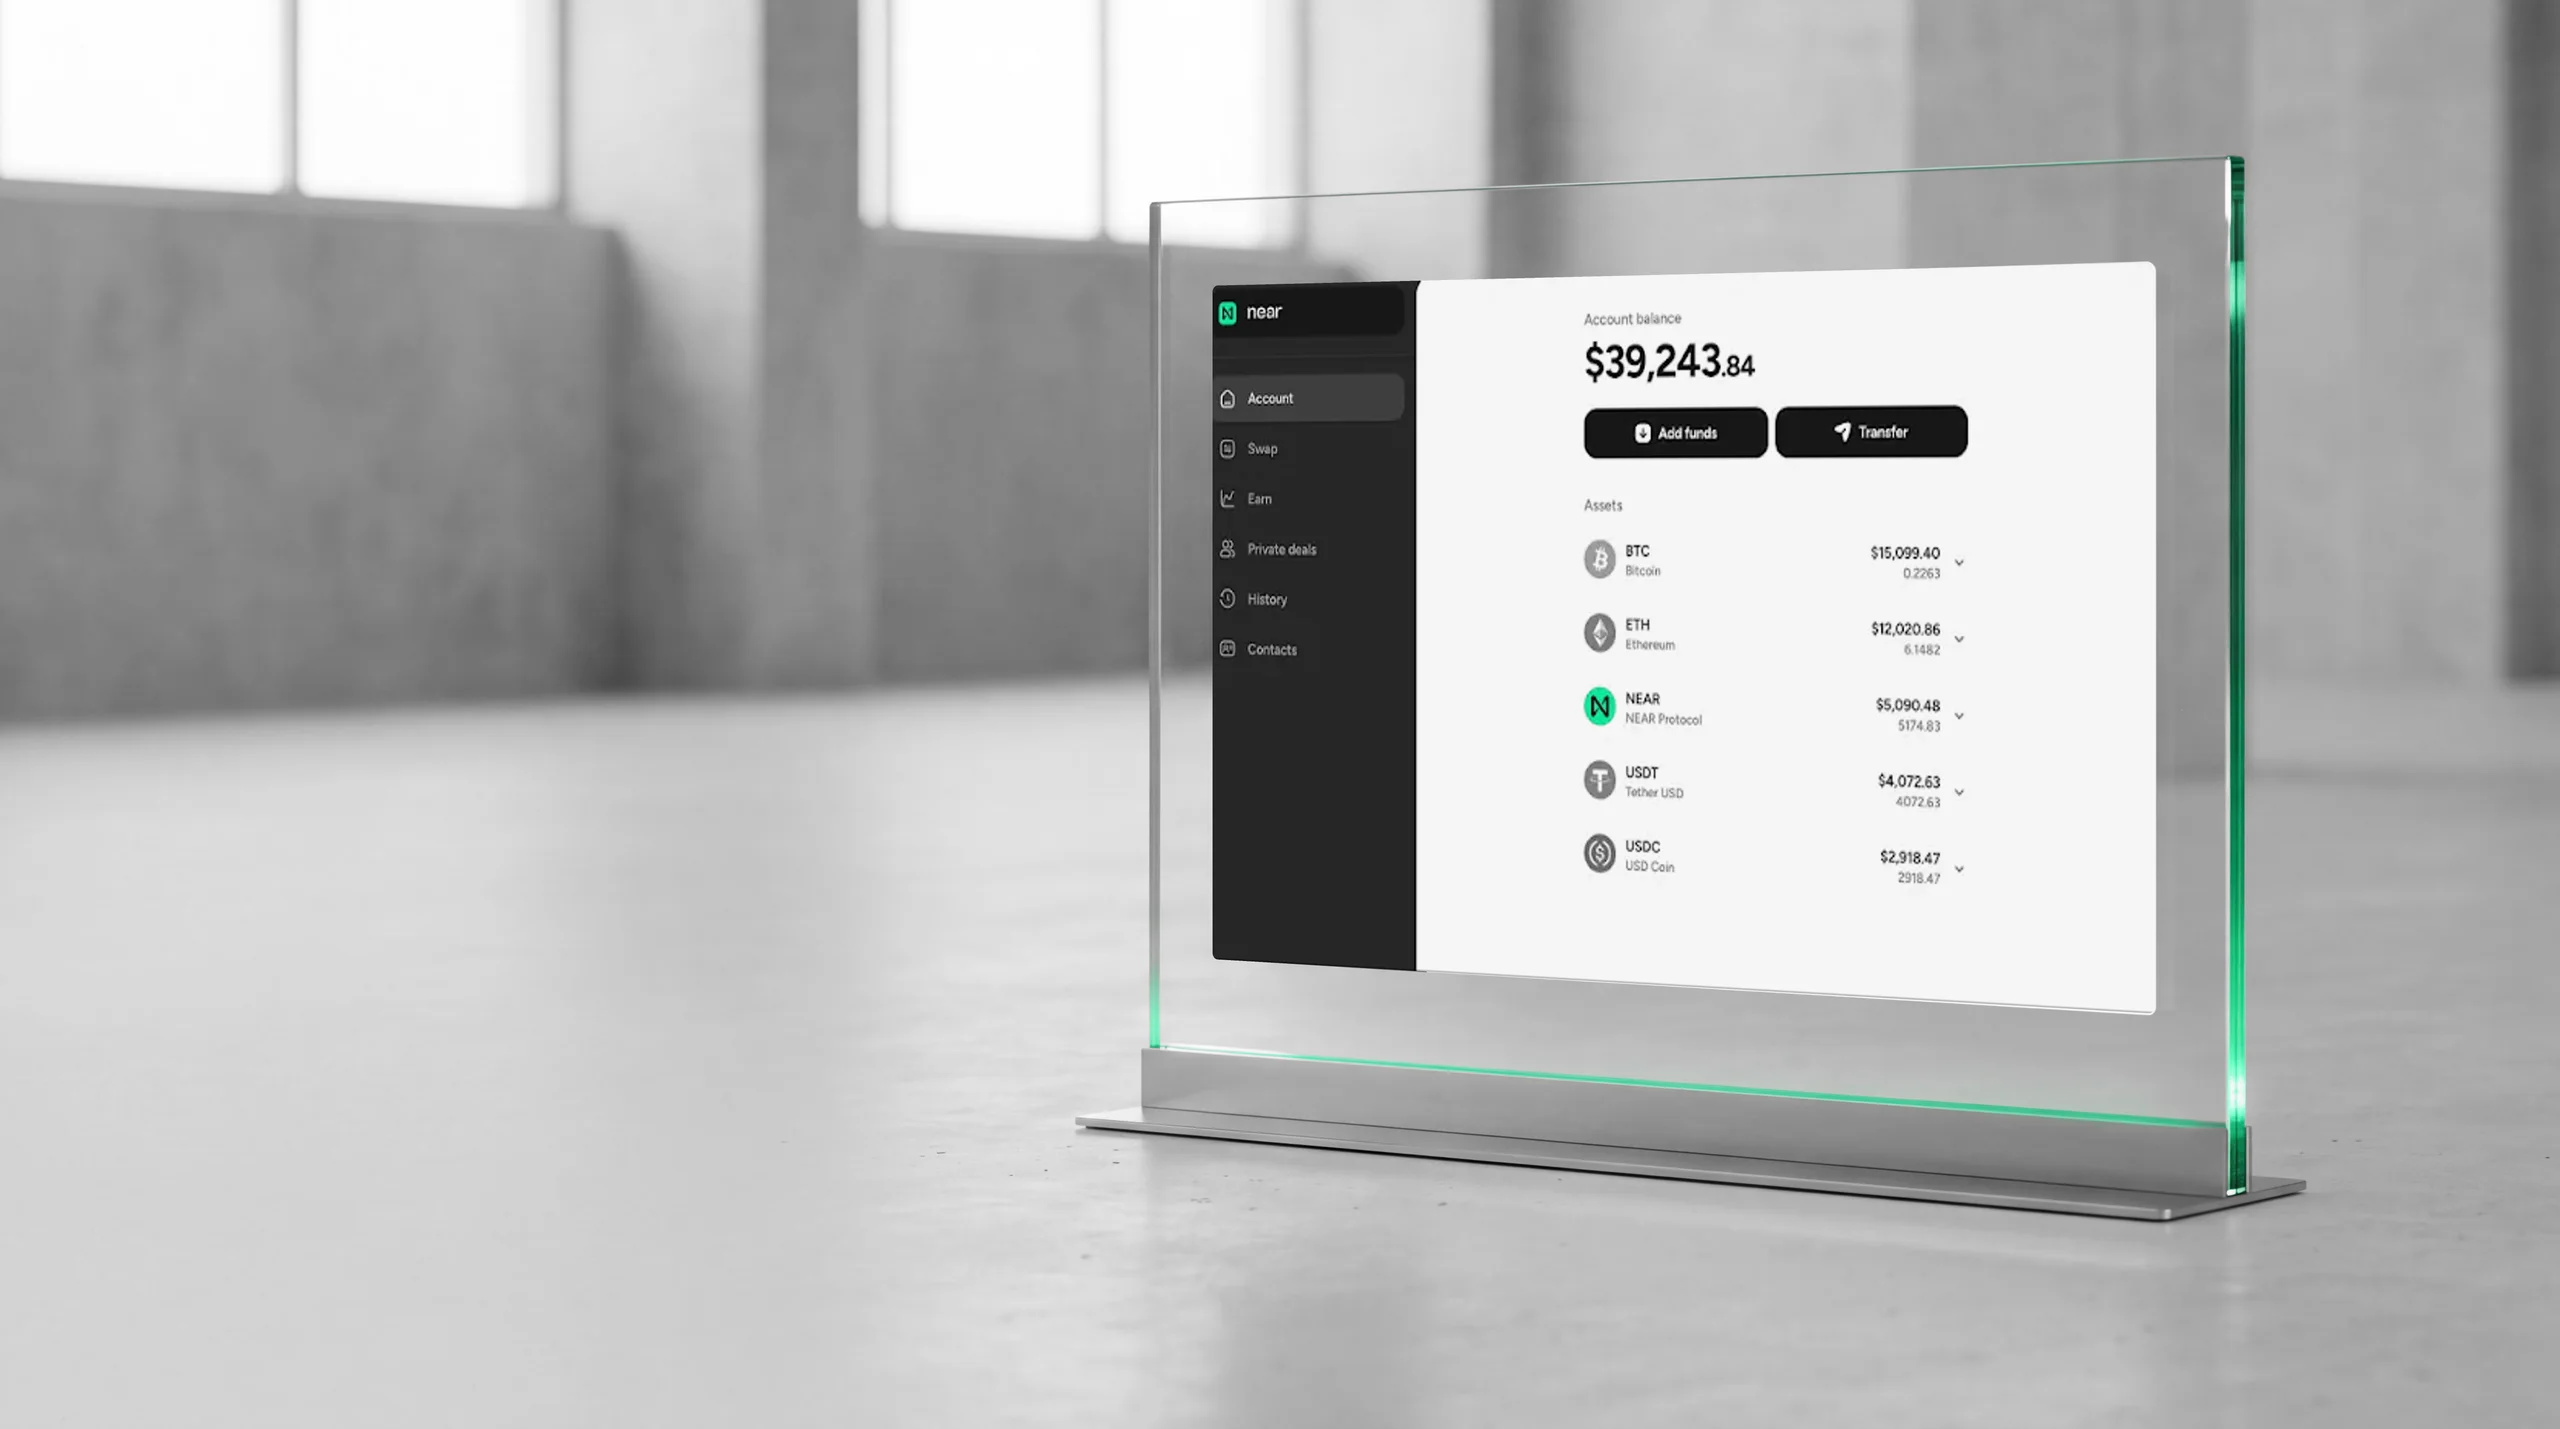 near
Account
Swap
Earn
Private deals
History
Contacts
Account balance
$39,243.84
Add funds
Transfer
Assets
BTC
Bitcoin
$15,099.40
0.2263
ETH
Ethereum
$12,020.86
6.1482
NEAR
NEAR Protocol
$5,090.48
5174.83
USDT
Tether USD
$4,072.63
4072.63
USDC
USD Coin
$2,918.47
2918.47